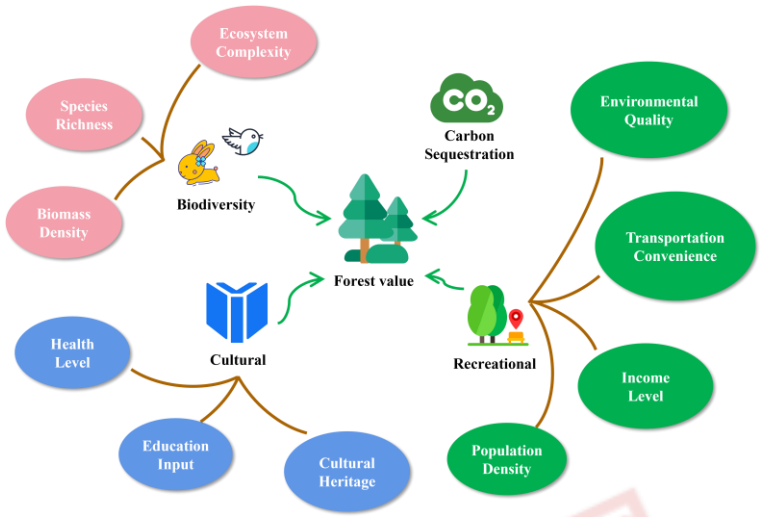 Ecosystem
Complexity
Species
Richness
Biomass
Density
Biodiversity
CO2
Carbon
Sequestration
Environmental
Quality
Transportation
Convenience
Forest value
Cultural
Recreational
Health
Level
Education
Input
Cultural
Heritage
Income
Level
Population
Density